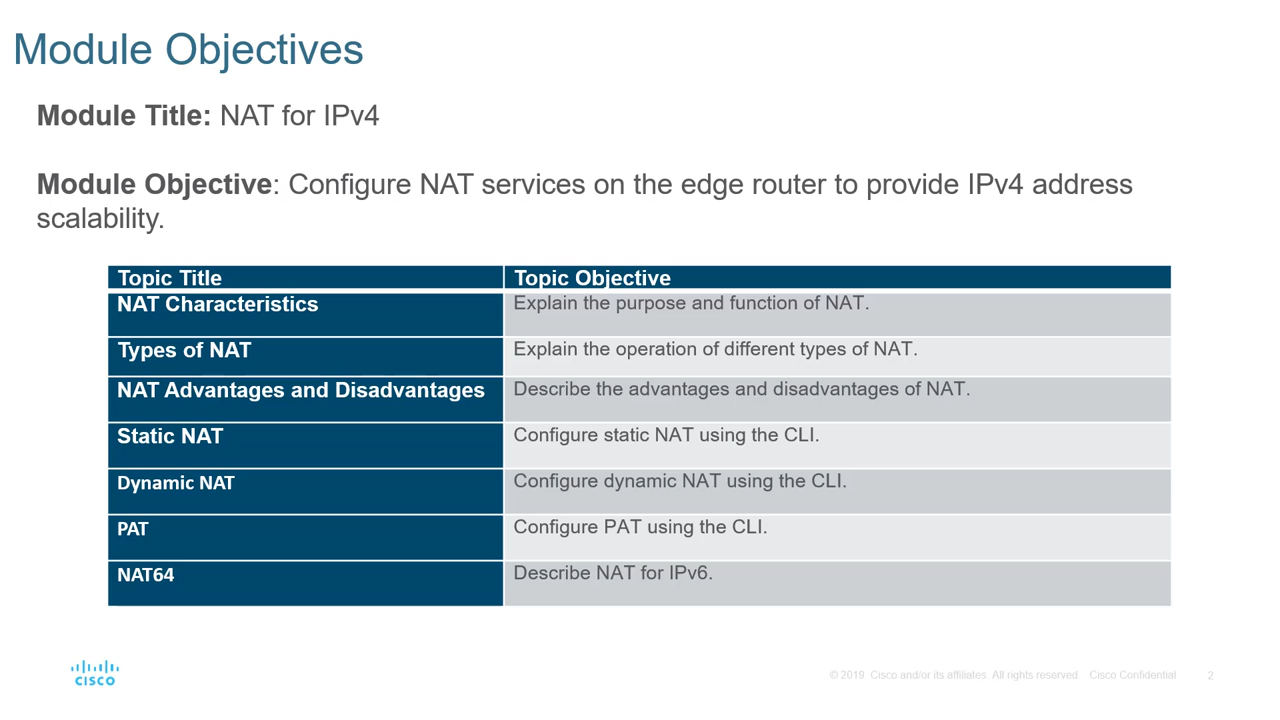 Module Objectives
Module Title: NAT for IPv4
Module Objective: Configure NAT services on the edge router to provide IPv4 address
scalability.
Topic Title Topic Objective
NAT Characteristics Explain the purpose and function of NAT.
Types of NAT Explain the operation of different types of NAT.
NAT Advantages and Disadvantages Describe the advantages and disadvantages of NAT.
Static NAT Configure static NAT using the CLI.
Dynamic NAT Configure dynamic NAT using the CLI.
PAT Configure PAT using the CLI.
NAT64 Describe NAT for IPv6.
CISCO © 2019 Cisco and/or its affiliates. All rights reserved. Cisco Confidential 2